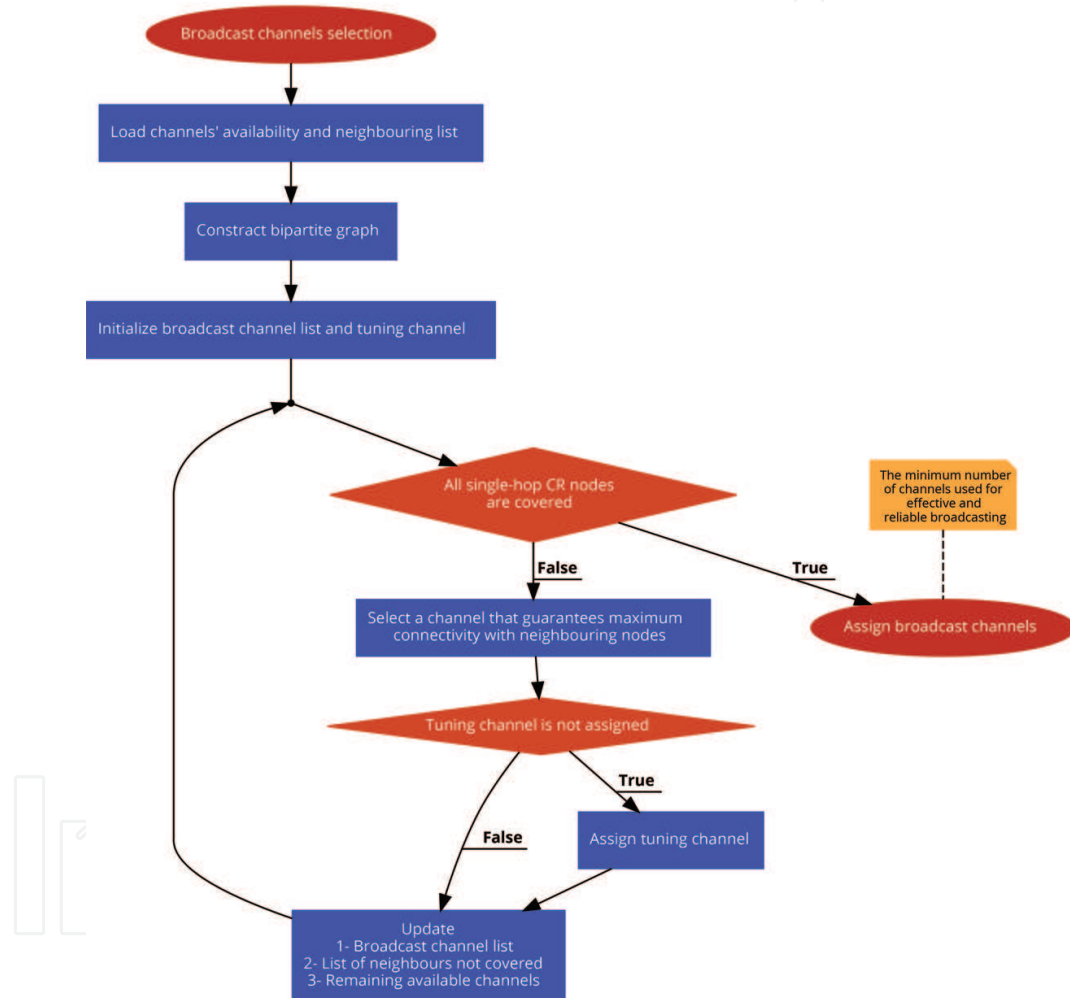 Broadcast channels selection
Load channels' availability and neighbouring list
Constract bipartite graph
Initialize broadcast channel list and tuning channel
All single-hop CR nodes
are covered
The minimum number
of channels used for
effective and
reliable broadcasting
False
True
Select a channel that guarantees maximum
connectivity with neighbouring nodes
Assign broadcast channels
Tuning channel is not assigned
True
False
Assign tuning channel
Update
1- Broadcast channel list
2- List of neighbours not covered
3- Remaining available channels